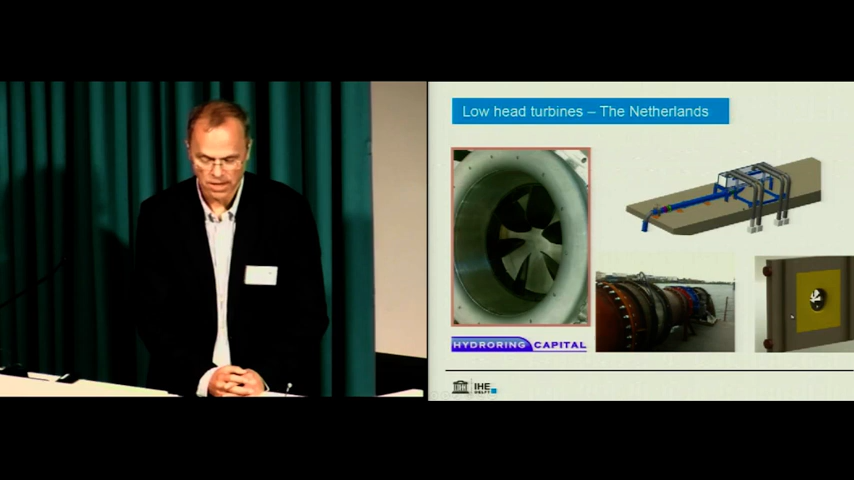 Low head turbines – The Netherlands
HYDRORING CAPITAL
IHE
DELFT